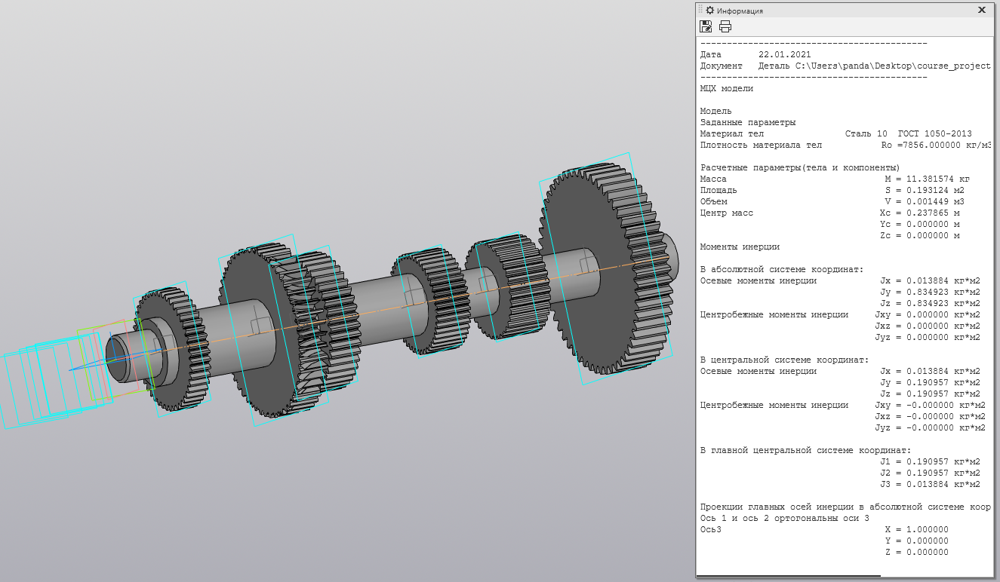 Информация
-------------------------------------------
Дата 22.01.2021
Документ Деталь C:\Users\panda\Desktop\course_project
-------------------------------------------
МЦХ модели
Модель
Заданные параметры
Материал тел Сталь 10 ГОСТ 1050-2013
Плотность материала тел Ro =7856.000000 кг/м3
Расчетные параметры(тела и компоненты)
Масса M = 11.381574 кг
Площадь S = 0.193124 м2
Объем V = 0.001449 м3
Центр масс Xc = 0.237865 м
Yc = 0.000000 м
Zc = 0.000000 м
Моменты инерции
В абсолютной системе координат:
Осевые моменты инерции Jx = 0.013884 кг*м2
Jy = 0.834923 кг*м2
Jz = 0.834923 кг*м2
Центробежные моменты инерции Jxy = 0.000000 кг*м2
Jxz = 0.000000 кг*м2
Jyz = 0.000000 кг*м2
В центральной системе координат:
Осевые моменты инерции Jx = 0.013884 кг*м2
Jy = 0.190957 кг*м2
Jz = 0.190957 кг*м2
Центробежные моменты инерции Jxy = -0.000000 кг*м2
Jxz = -0.000000 кг*м2
Jyz = -0.000000 кг*м2
В главной центральной системе координат:
J1 = 0.190957 кг*м2
J2 = 0.190957 кг*м2
J3 = 0.013884 кг*м2
Проекции главных осей инерции в абсолютной системе коор
Ось 1 и ось 2 ортогональны оси 3
Ось3 X = 1.000000
Y = 0.000000
Z = 0.000000